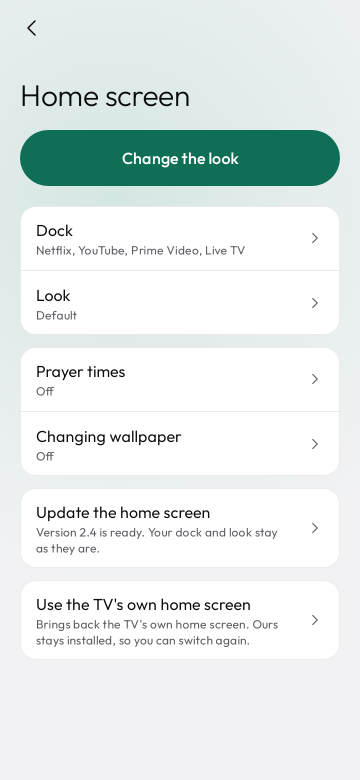 Home screen
Change the look
Dock
Netflix, YouTube, Prime Video, Live TV
Look
Default
Prayer times
Off
Changing wallpaper
Off
Update the home screen
Version 2.4 is ready. Your dock and look stay
as they are.
Use the TV's own home screen
Brings back the TV's own home screen. Ours
stays installed, so you can switch again.